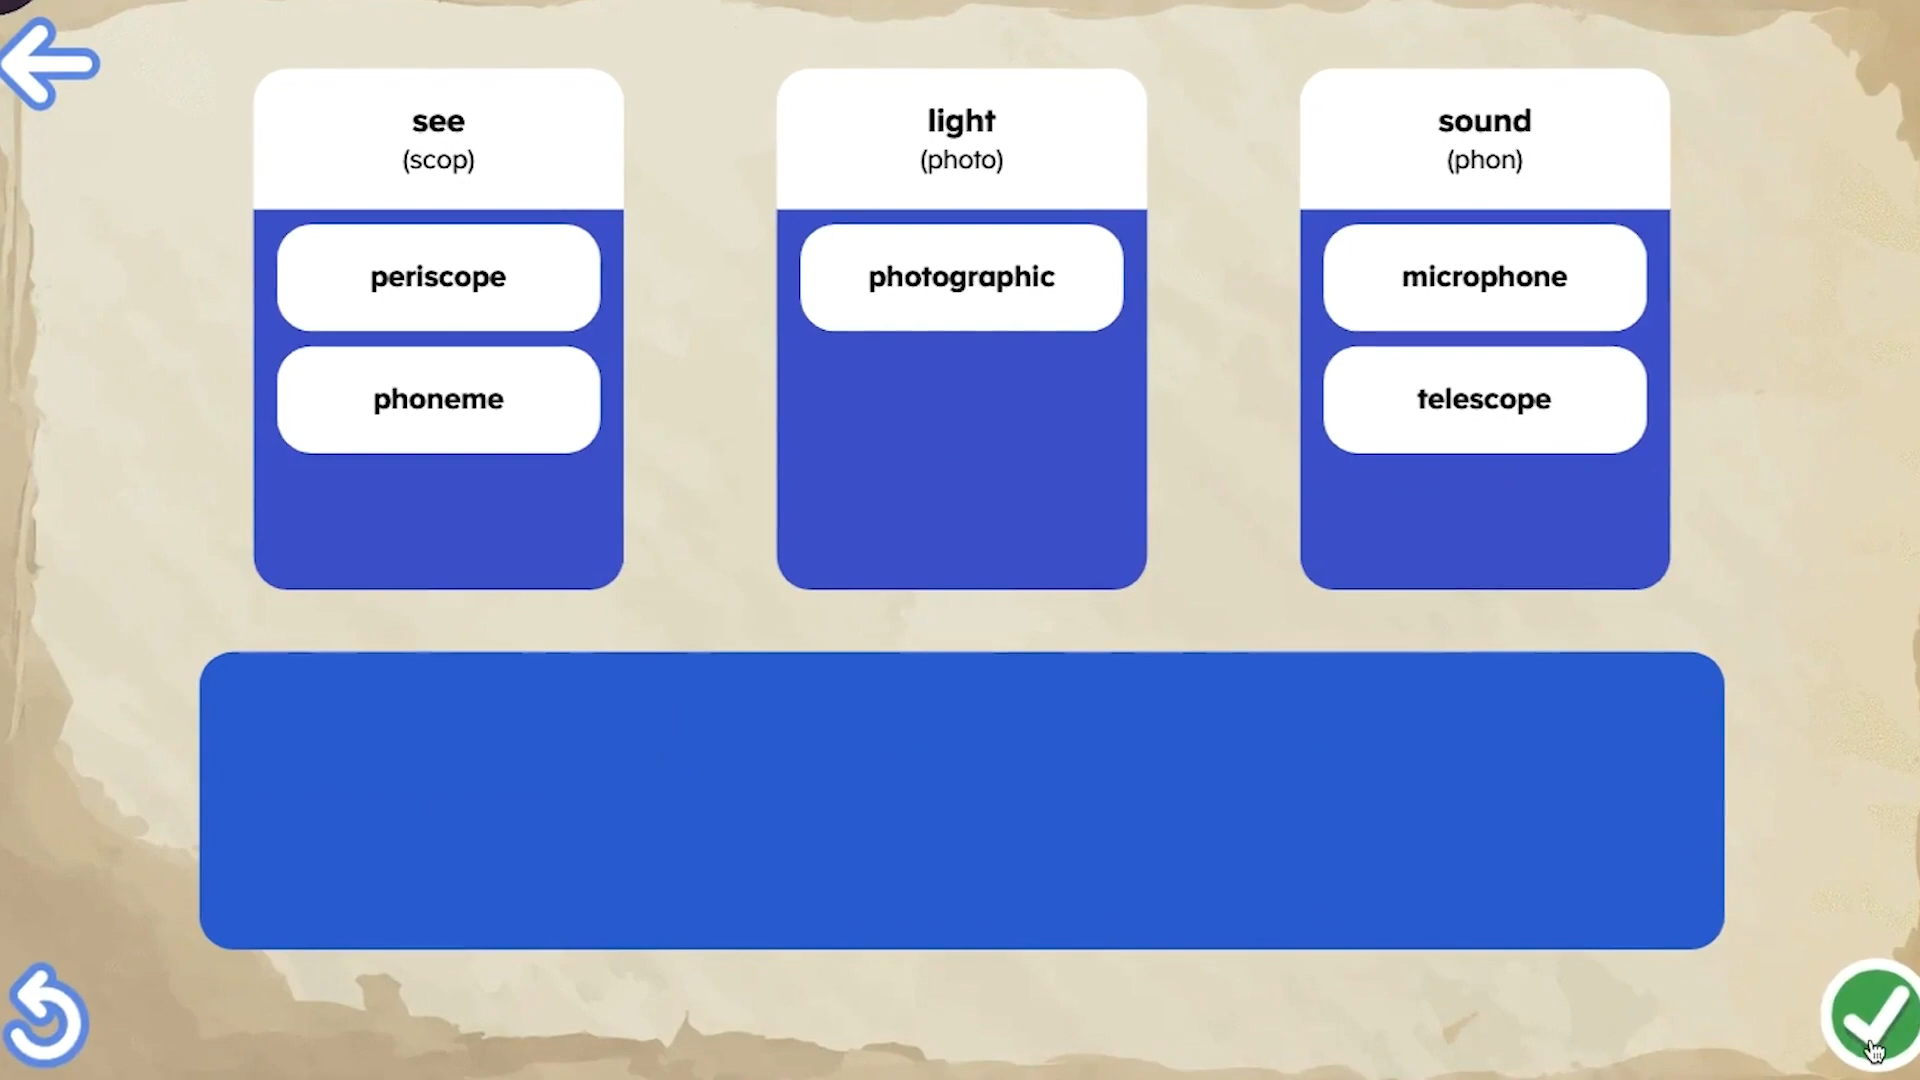 see
(scop)
periscope
phoneme
light
(photo)
photographic
sound
(phon)
microphone
telescope